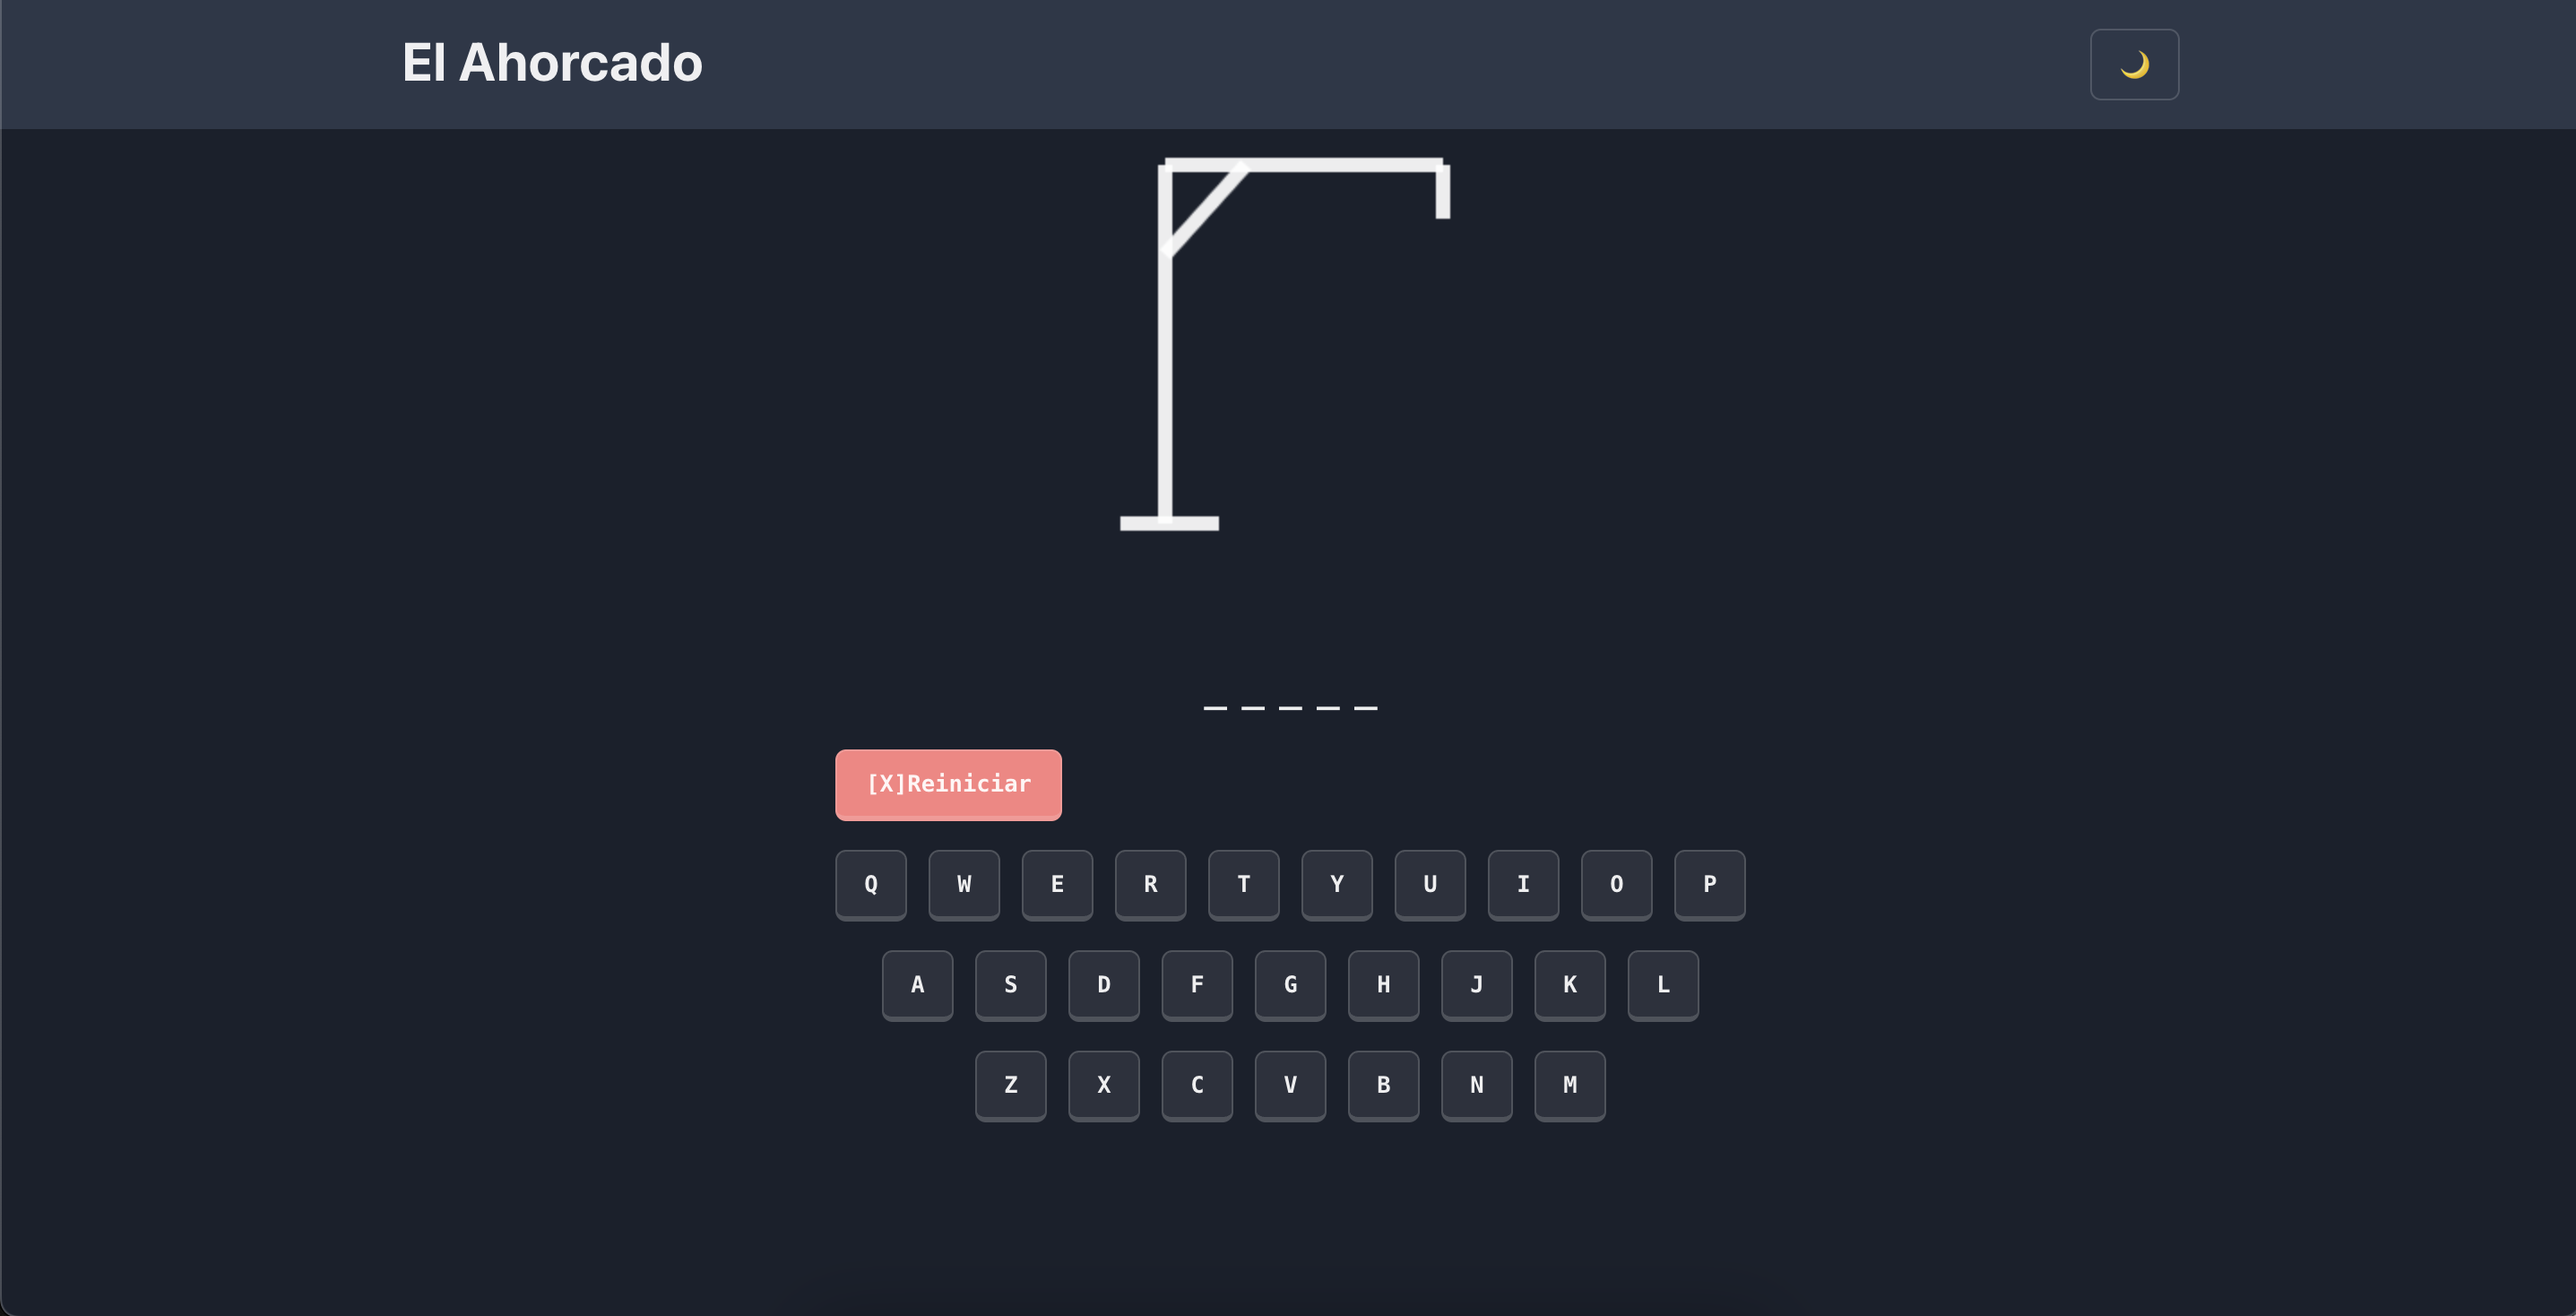 El Ahorcado
_ _ _ _ _
[X]Reiniciar
Q W E R T Y U I O P
A S D F G H J K L
Z X C V B N M